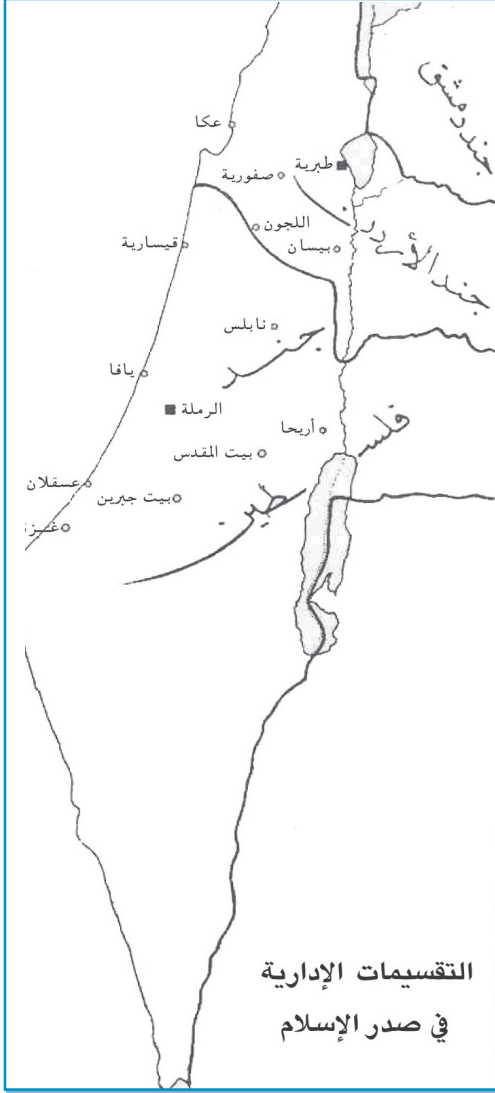 جند دمشق
عكا
طبرية
صفورية
اللجون
جند الأردن
قيسارية
بيسان
نابلس
جند
يافا
الرملة
أريحا
فلسطين
بيت المقدس
عسقلان
بيت جبرين
غـز
التقسيمات الإدارية
في صدر الإسلام